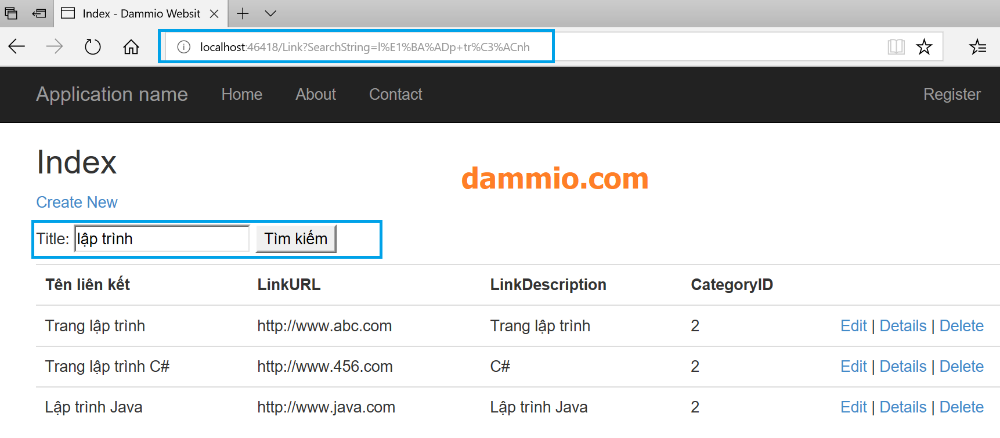 Index - Dammio Websit
localhost:46418/Link?SearchString=l%E1%BA%ADp+tr%C3%ACnh
Application name Home About Contact Register
Index
dammio.com
Create New
Title: lập trình Tìm kiếm
Tên liên kết LinkURL LinkDescription CategoryID
Trang lập trình http://www.abc.com Trang lập trình 2 Edit | Details | Delete
Trang lập trình C# http://www.456.com C# 2 Edit | Details | Delete
Lập trình Java http://www.java.com Lập trình Java 2 Edit | Details | Delete